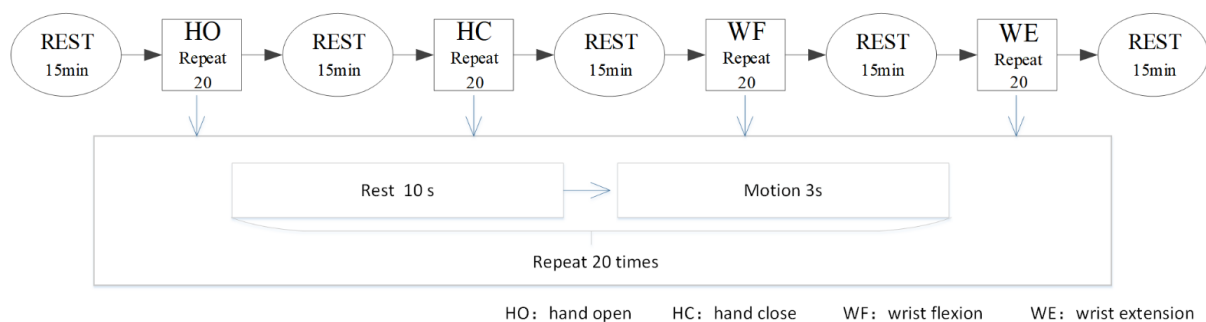 REST
15min
HO
Repeat
20
REST
15min
HC
Repeat
20
REST
15min
WF
Repeat
20
REST
15min
WE
Repeat
20
REST
15min
Rest 10 s
Motion 3s
Repeat 20 times
HO: hand open HC: hand close WF: wrist flexion WE: wrist extension